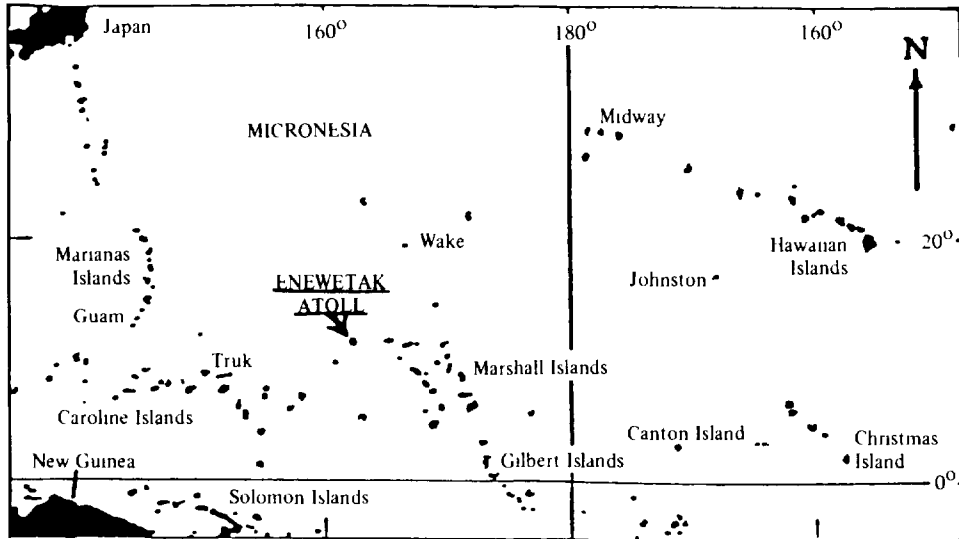 Japan
160°
180°
160°
N
MICRONESIA
Midway
Wake
20°
Marianas
Islands
Hawaiian
Islands
ENEWETAK
ATOLL
Johnston
Guam
Truk
Marshall Islands
Caroline Islands
Canton Island
Christmas
Island
New Guinea
Gilbert Islands
0°
Solomon Islands